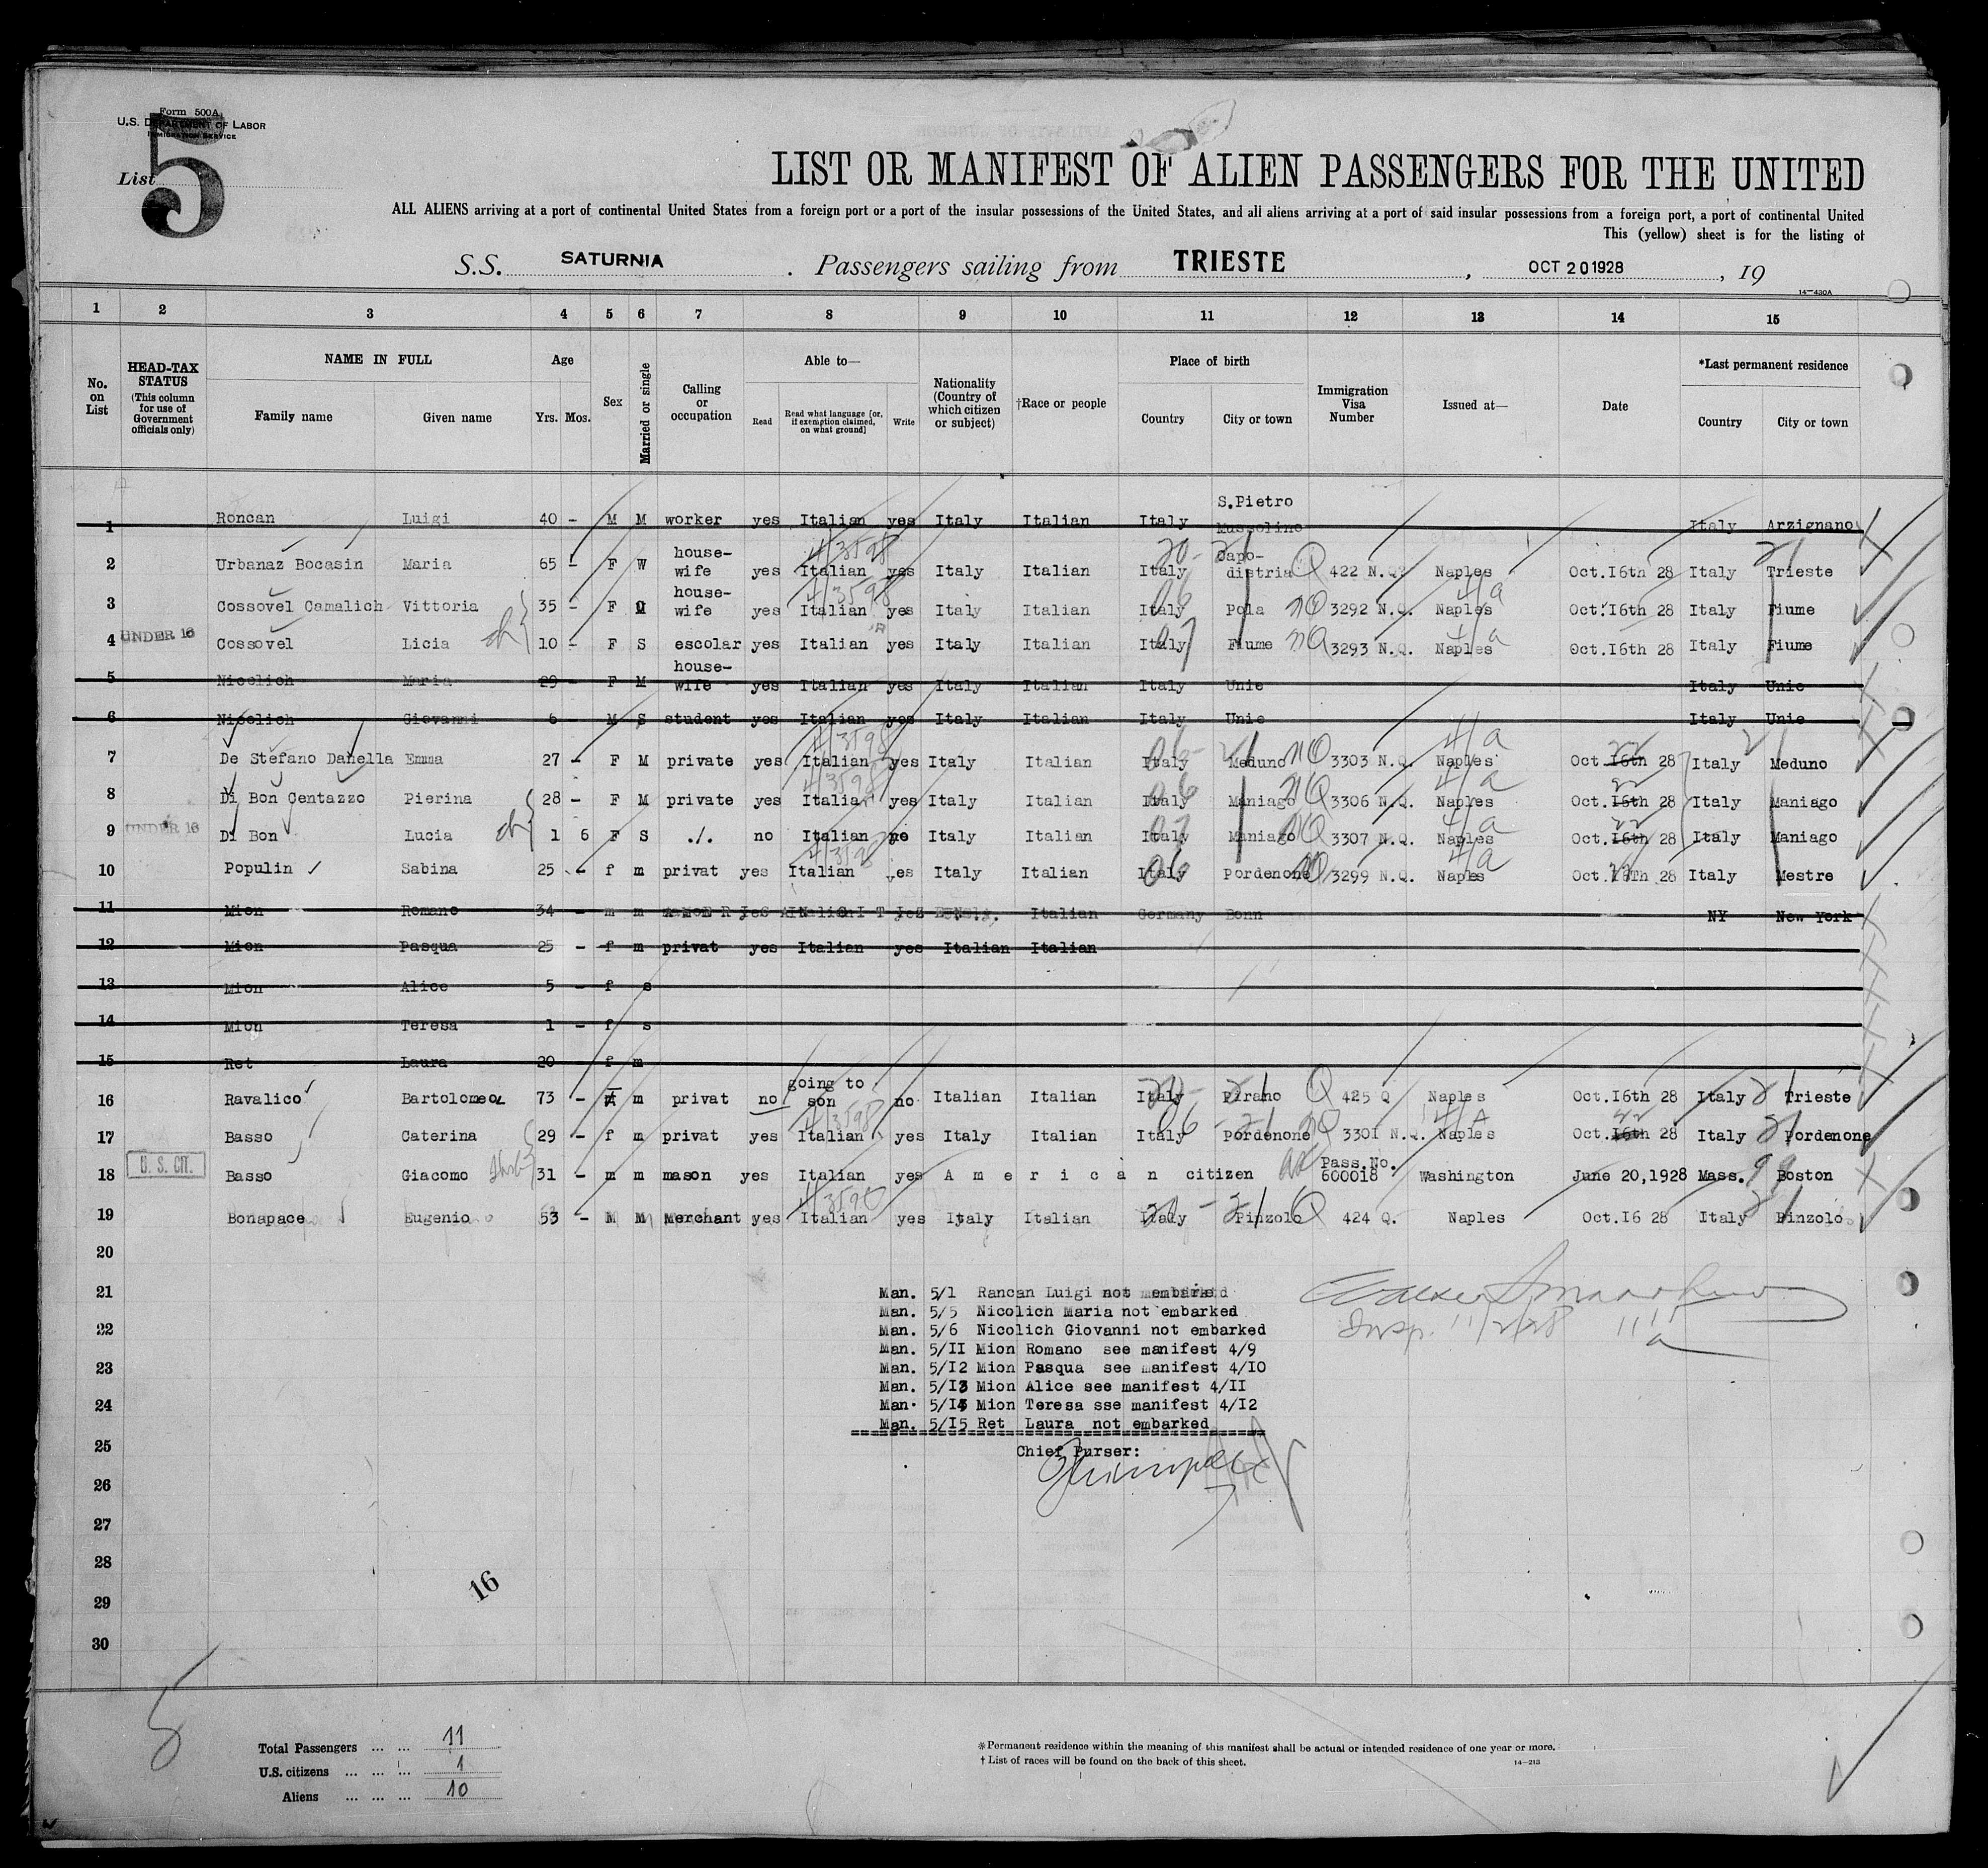 Form 500A
U.S. DEPARTMENT OF LABOR
IMMIGRATION SERVICE
List 5
LIST OR MANIFEST OF ALIEN PASSENGERS FOR THE UNITED
ALL ALIENS arriving at a port of continental United States from a foreign port or a port of the insular possessions of the United States, and all aliens arriving at a port of said insular possessions from a foreign port, a port of continental United
This (yellow) sheet is for the listing of
S.S. SATURNIA . Passengers sailing from TRIESTE , OCT 20 1928 , 19
14—430A
1 2 3 4 5 6 7 8 9 10 11 12 13 14 15
No. on List
HEAD-TAX STATUS (This column for use of Government officials only)
NAME IN FULL
Family name Given name
Age
Yrs. Mos.
Sex
Married or single
Calling or occupation
Able to—
Read Read what language [or, if exemption claimed, on what ground] Write
Nationality (Country of which citizen or subject)
†Race or people
Place of birth
Country City or town
Immigration Visa Number
Issued at—
Date
*Last permanent residence
Country City or town
1 Roncan Luigi 40 - M M worker yes Italian yes Italy Italian Italy S.Pietro Mussolino Italy Arzignano
2 Urbanaz Bocasin Maria 65 - F W house-wife yes Italian yes Italy Italian Italy Capo-distria Q 422 N.Q. Naples Oct.16th 28 Italy Trieste
3 Cossovel Camalich Vittoria 35 - F M house-wife yes Italian yes Italy Italian Italy Pola NQ 3292 N.Q. Naples Oct.16th 28 Italy Fiume
4 UNDER 16 Cossovel Licia ch 10 - F S escolar yes Italian yes Italy Italian Italy Fiume NQ 3293 N.Q. Naples Oct.16th 28 Italy Fiume
5 Nicolich Maria 29 - F M house-wife yes Italian yes Italy Italian Italy Unie Italy Unie
6 Nicolich Giovanni 6 - M S student yes Italian yes Italy Italian Italy Unie Italy Unie
7 De Stefano Danella Emma 27 - F M private yes Italian yes Italy Italian Italy Meduno NQ 3303 N.Q. Naples Oct.16th 22 28 Italy Meduno
8 Di Bon Centazzo Pierina 28 - F M private yes Italian yes Italy Italian Italy Maniago NQ 3306 N.Q. Naples Oct.16th 22 28 Italy Maniago
9 UNDER 16 Di Bon Lucia ch 1 6 F S ./. no Italian no Italy Italian Italy Maniago NQ 3307 N.Q. Naples Oct.16th 22 28 Italy Maniago
10 Populin Sabina 25 - f m privat yes Italian yes Italy Italian Italy Pordenone NQ 3299 N.Q. Naples Oct. 28 Italy Mestre
11 Mion Romano 34 - m m Italian Germany Bonn NY New York
12 Mion Pasqua 25 - f m privat yes Italian yes Italian Italian
13 Mion Alice 5 - f s
14 Mion Teresa 1 - f s
15 Ret Laura 20 - f m
16 Ravalico Bartolomeo 73 - m privat no going to son no Italian Italian Italy Pirano Q 425 Q Naples Oct.16th 28 Italy Trieste
17 Basso Caterina 29 - f m privat yes Italian yes Italy Italian Italy Pordenone NQ 3301 N.Q. Naples Oct.16th 22 28 Italy Pordenone
18 U. S. CIT. Basso Giacomo 31 - m m mason yes Italian yes American citizen Pass.No. 600018 Washington June 20,1928 Mass. Boston
19 Bonapace Eugenio 53 - M M Merchant yes Italian yes Italy Italian Italy Pinzolo Q 424 Q. Naples Oct.16 28 Italy Pinzolo
20
21
22
23
24
25
26
27
28
29
30
Man. 5/1 Rancan Luigi not embarked
Man. 5/5 Nicolich Maria not embarked
Man. 5/6 Nicolich Giovanni not embarked
Man. 5/II Mion Romano see manifest 4/9
Man. 5/I2 Mion Pasqua see manifest 4/IO
Man. 5/I3 Mion Alice see manifest 4/II
Man. 5/I4 Mion Teresa sse manifest 4/I2
Man. 5/I5 Ret Laura not embarked
Chief Purser:
Insp. 11/2/28
16
5
Total Passengers ... ... 11
U.S. citizens ... ... ... 1
Aliens ... ... ... 10
*Permanent residence within the meaning of this manifest shall be actual or intended residence of one year or more.
†List of races will be found on the back of this sheet.
14—213